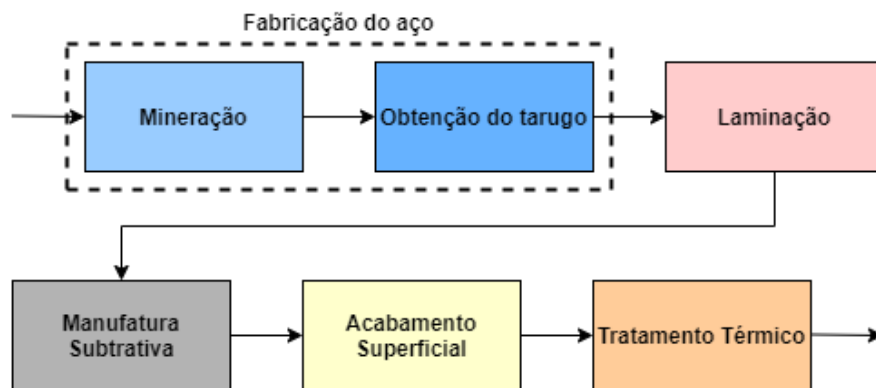 Fabricação do aço
Mineração
Obtenção do tarugo
Laminação
Manufatura
Subtrativa
Acabamento
Superficial
Tratamento Térmico